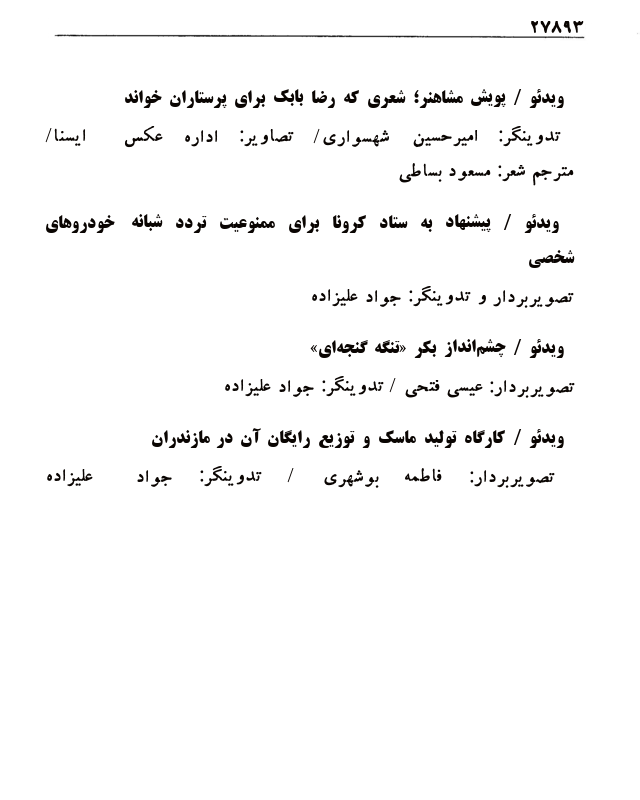 ۲۷۸۹۳
ویدئو / پویش مشاهنر؛ شعری که رضا بابک برای پرستاران خواند
تدوینگر: امیرحسین شهسواری/ تصاویر: اداره عکس ایسنا/
مترجم شعر: مسعود بساطی
ویدئو / پیشنهاد به ستاد کرونا برای ممنوعیت تردد شبانه خودروهای
شخصی
تصویربردار و تدوینگر: جواد علیزاده
ویدئو / چشم‌انداز بکر «تنگه گنجه‌ای»
تصویربردار: عیسی فتحی / تدوینگر: جواد علیزاده
ویدئو / کارگاه تولید ماسک و توزیع رایگان آن در مازندران
تصویربردار: فاطمه بوشهری / تدوینگر: جواد علیزاده